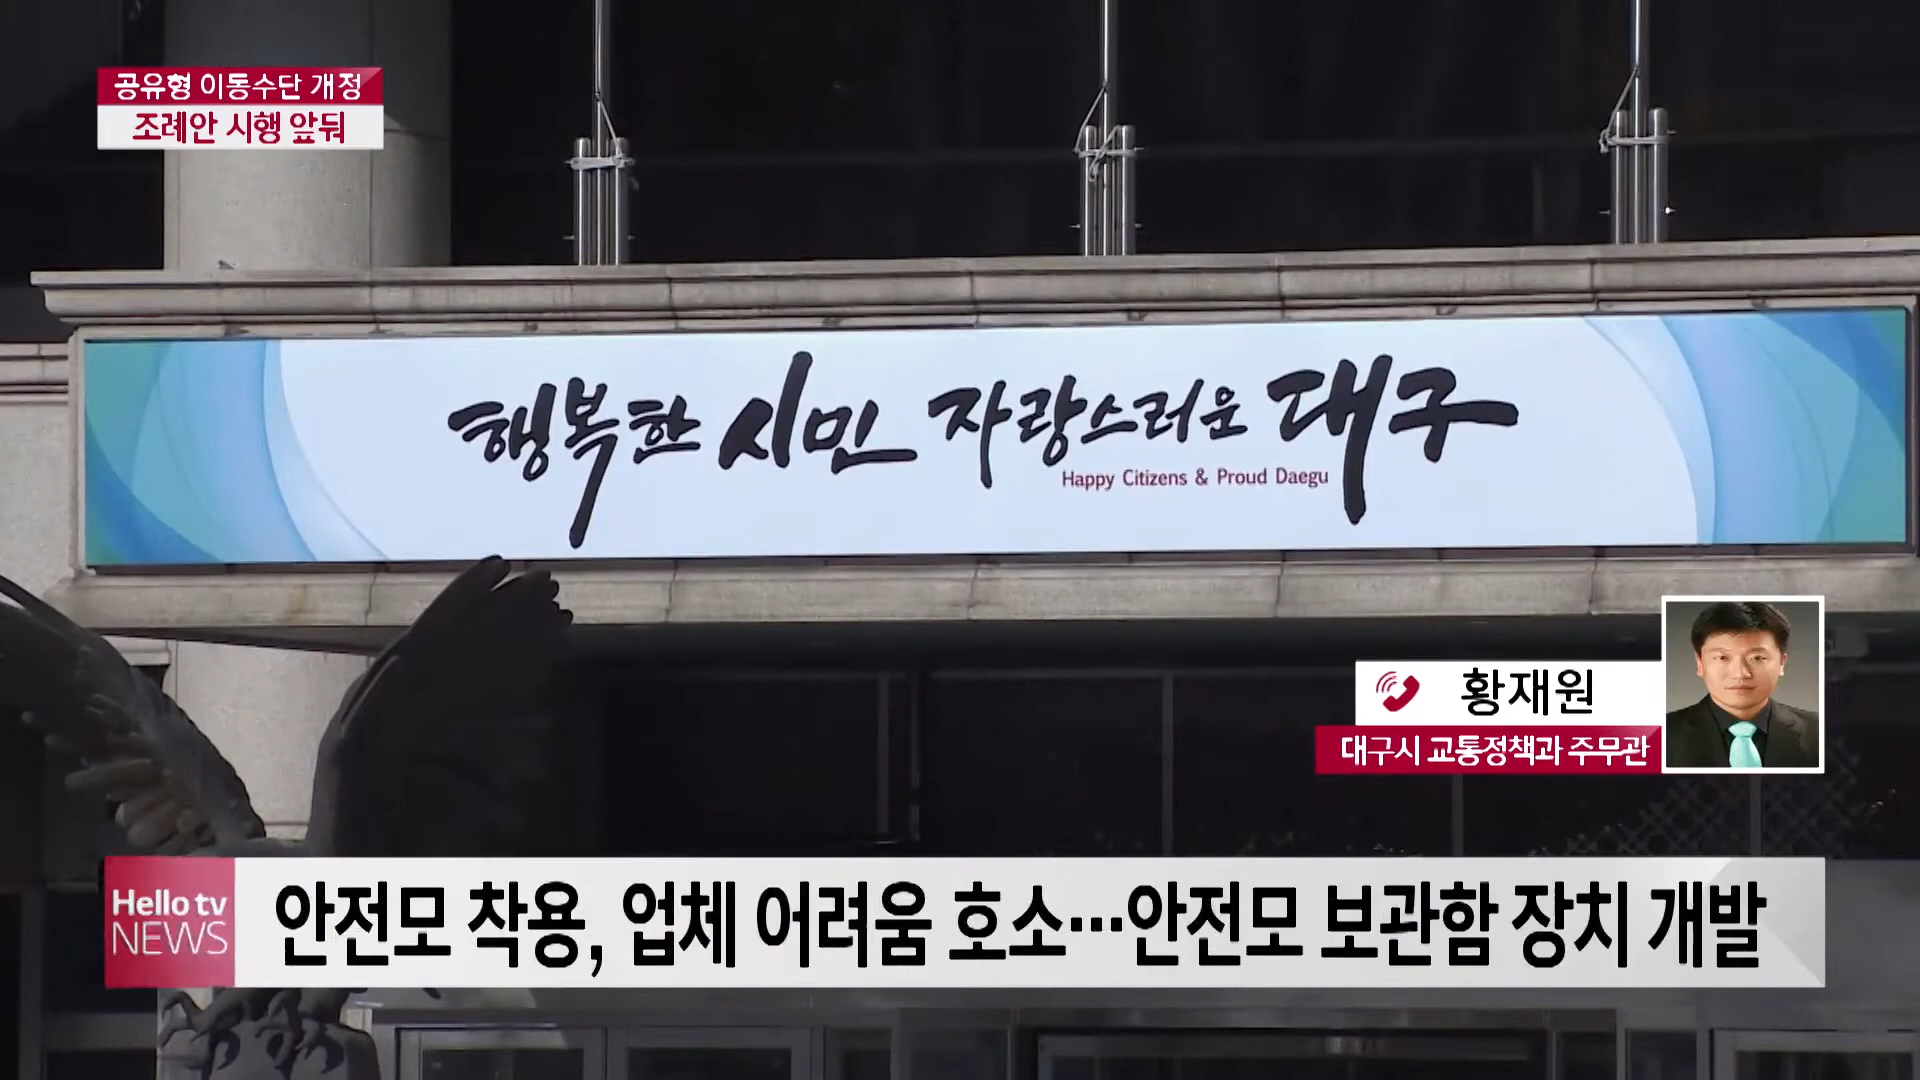 공유형 이동수단 개정
조례안 시행 앞둬
행복한 시민 자랑스러운 대구
Happy Citizens & Proud Daegu
황재원
대구시 교통정책과 주무관
Hello tv
NEWS
안전모 착용, 업체 어려움 호소…안전모 보관함 장치 개발